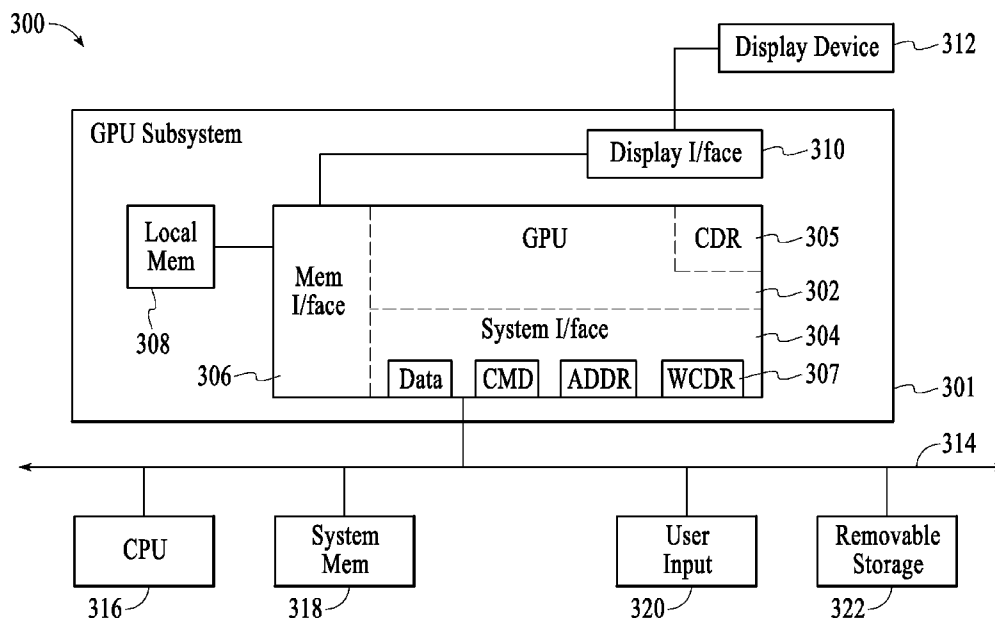 300
Display Device
312
GPU Subsystem
Display I/face
310
Local
Mem
308
Mem
I/face
306
GPU
CDR
305
302
System I/face
304
Data
CMD
ADDR
WCDR
307
301
314
CPU
316
System
Mem
318
User
Input
320
Removable
Storage
322